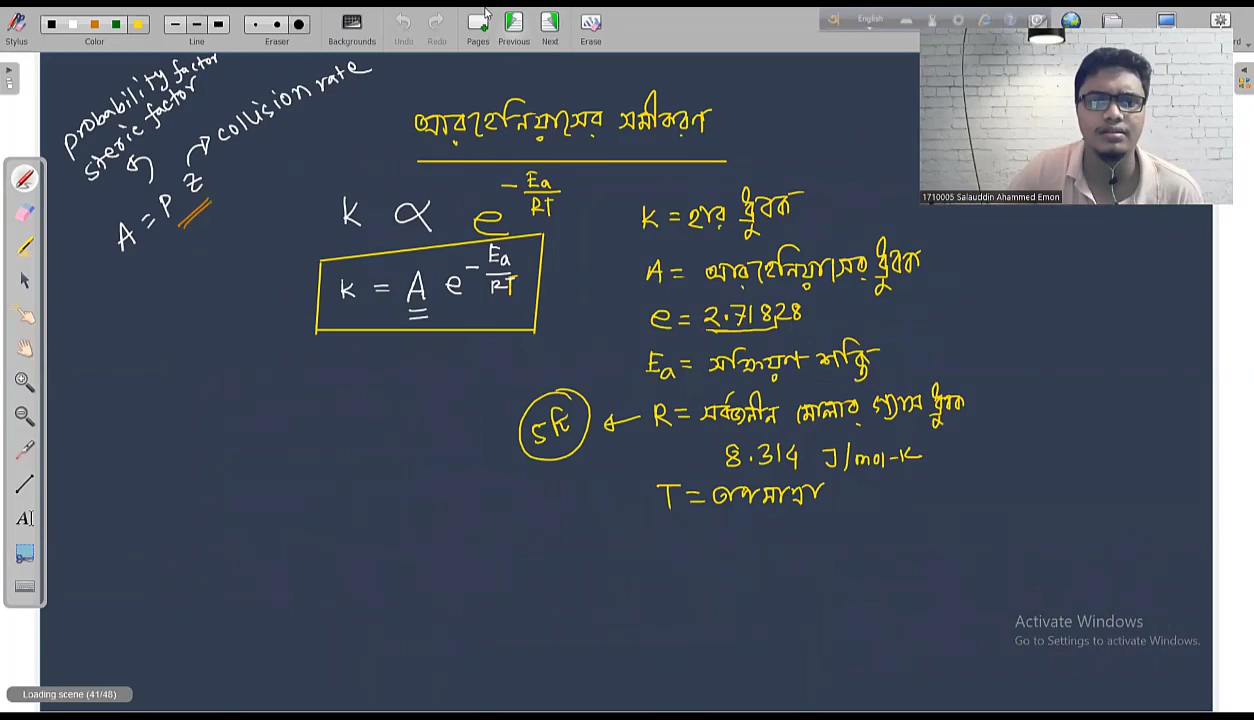 Stylus
Color
Line
Eraser
Backgrounds
Undo
Redo
Pages
Previous
Next
Erase
English
1710005 Salauddin Ahammed Emon
probability factor
steric factor
collision rate
A = P Z
আরহেনিয়াসের সমীকরণ
k ∝ e^-Ea/RT
k = A e^-Ea/RT
K = হার ধ্রুবক
A = আরহেনিয়াসের ধ্রুবক
e = 2.71828
Ea = সক্রিয়ণ শক্তি
R = সর্বজনীন মোলার গ্যাস ধ্রুবক
8.314 J/mol-K
T = তাপমাত্রা
Activate Windows
Go to Settings to activate Windows.
Loading scene (41/48)